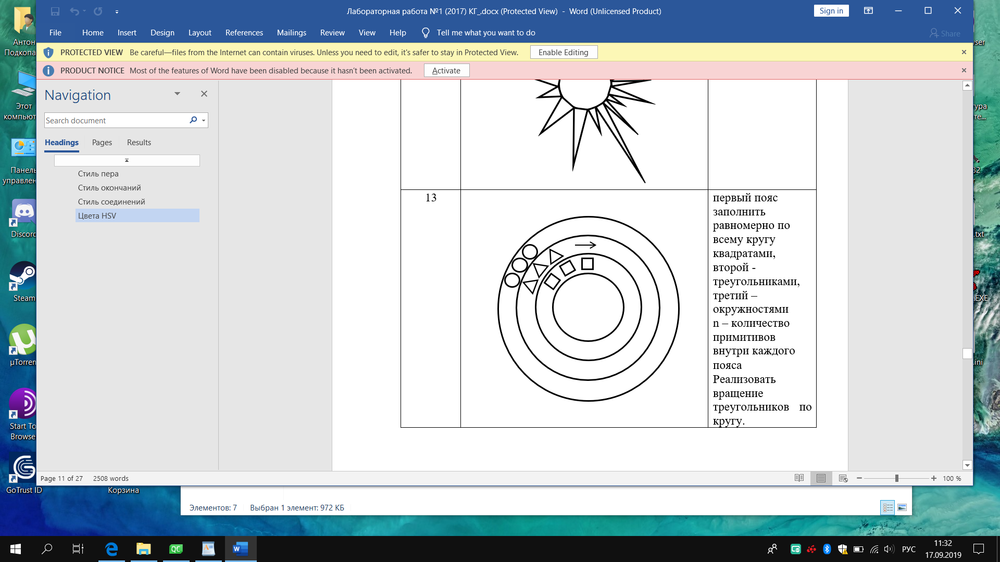 Лабораторная работа №1 (2017) КГ_.docx (Protected View) - Word (Unlicensed Product)
Sign in
File Home Insert Design Layout References Mailings Review View Help Tell me what you want to do Share
PROTECTED VIEW Be careful—files from the Internet can contain viruses. Unless you need to edit, it's safer to stay in Protected View. Enable Editing
PRODUCT NOTICE Most of the features of Word have been disabled because it hasn't been activated. Activate
Navigation
Search document
Headings Pages Results
Стиль пера
Стиль окончаний
Стиль соединений
Цвета HSV
13
первый пояс
заполнить
равномерно по
всему кругу
квадратами,
второй -
треугольниками,
третий –
окружностями
n – количество
примитивов
внутри каждого
пояса
Реализовать
вращение
треугольников по
кругу.
Page 11 of 27 2508 words
100 %
Антон
Подкопа
Этот
компьют
Панель
управлен
Discord
Steam
µTorren
Start To
Browse
GoTrust ID
Корзина
ser
тура
те...
32
.txt
.EXE
.ini
Элементов: 7 Выбран 1 элемент: 972 КБ
QC
РУС
11:32
17.09.2019